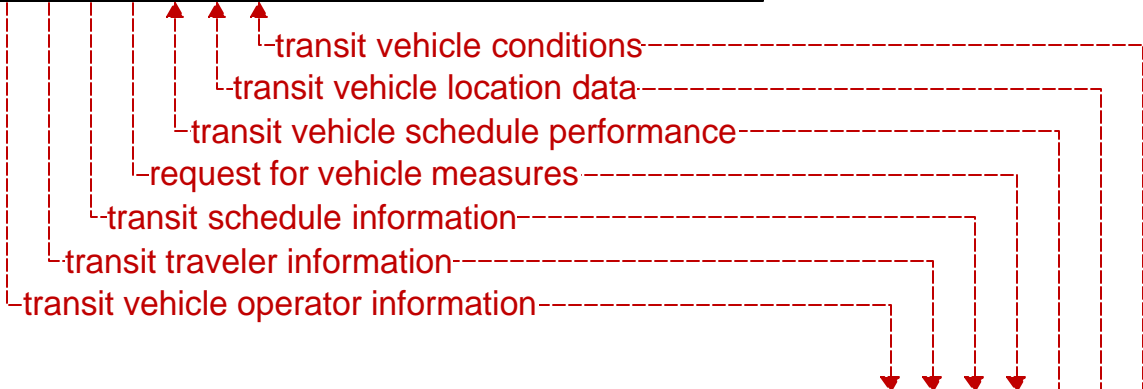 transit vehicle conditions
transit vehicle location data
transit vehicle schedule performance
request for vehicle measures
transit schedule information
transit traveler information
transit vehicle operator information